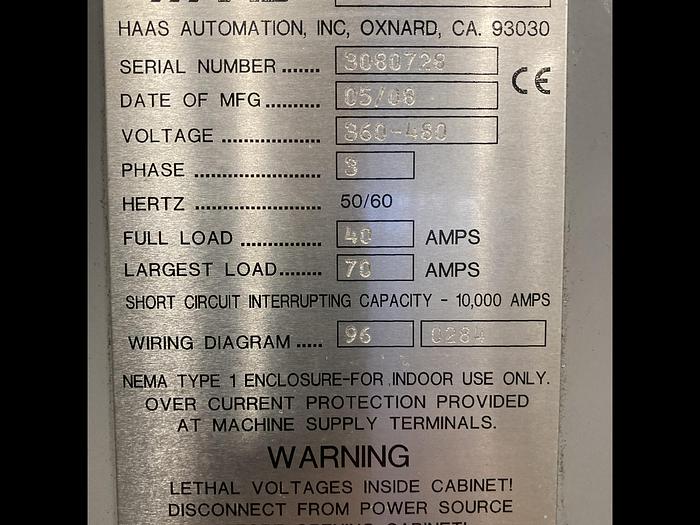 HAAS AUTOMATION, INC, OXNARD, CA. 93030
SERIAL NUMBER ....... 3080728
CE
DATE OF MFG.......... 05/08
VOLTAGE .................. 360-480
PHASE ....................... 3
HERTZ ....................... 50/60
FULL LOAD ............... 40 AMPS
LARGEST LOAD........ 70 AMPS
SHORT CIRCUIT INTERRUPTING CAPACITY - 10,000 AMPS
WIRING DIAGRAM ..... 96 0284
NEMA TYPE 1 ENCLOSURE-FOR INDOOR USE ONLY.
OVER CURRENT PROTECTION PROVIDED
AT MACHINE SUPPLY TERMINALS.
WARNING
LETHAL VOLTAGES INSIDE CABINET!
DISCONNECT FROM POWER SOURCE